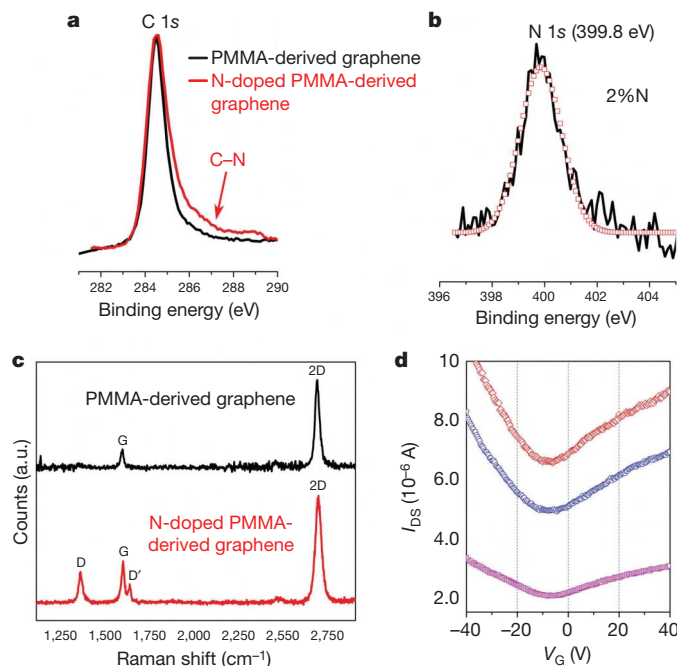 a
C 1s
PMMA-derived graphene
N-doped PMMA-derived
graphene
C–N
282 284 286 288 290
Binding energy (eV)
b
N 1s (399.8 eV)
2%N
396 398 400 402 404
Binding energy (eV)
c
2D
PMMA-derived graphene
G
2D
N-doped PMMA-
derived graphene
D G D′
Counts (a.u.)
1,250 1,500 1,750 2,000 2,250 2,550 2,750
Raman shift (cm⁻¹)
d
10
8.0
6.0
4.0
2.0
I_DS (10⁻⁶ A)
−40 −20 0 20 40
V_G (V)